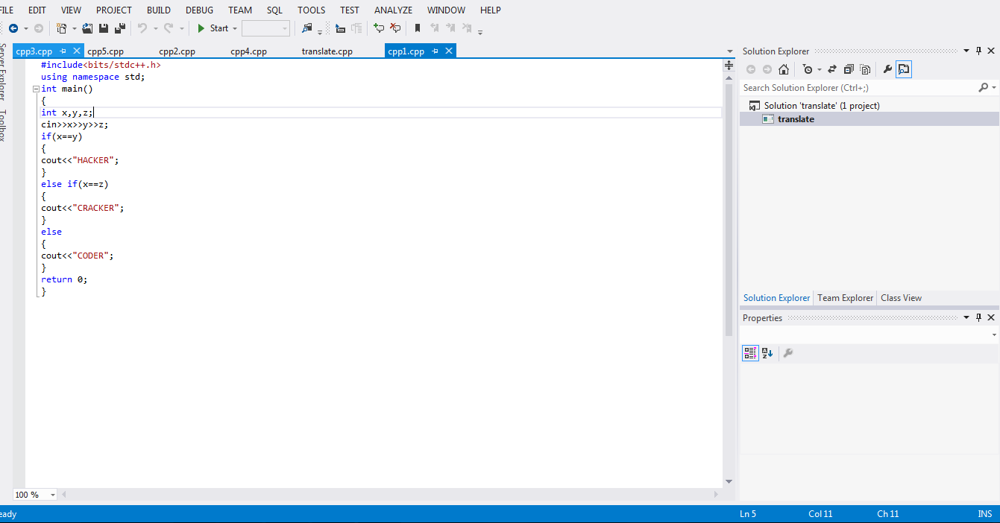 FILE EDIT VIEW PROJECT BUILD DEBUG TEAM SQL TOOLS TEST ANALYZE WINDOW HELP
Start
Server Explorer
Toolbox
cpp3.cpp cpp5.cpp cpp2.cpp cpp4.cpp translate.cpp cpp1.cpp
#include<bits/stdc++.h>
using namespace std;
int main()
{
int x,y,z;
cin>>x>>y>>z;
if(x==y)
{
cout<<"HACKER";
}
else if(x==z)
{
cout<<"CRACKER";
}
else
{
cout<<"CODER";
}
return 0;
}
100 %
Solution Explorer
Search Solution Explorer (Ctrl+;)
Solution 'translate' (1 project)
translate
Solution Explorer Team Explorer Class View
Properties
eady Ln 5 Col 11 Ch 11 INS